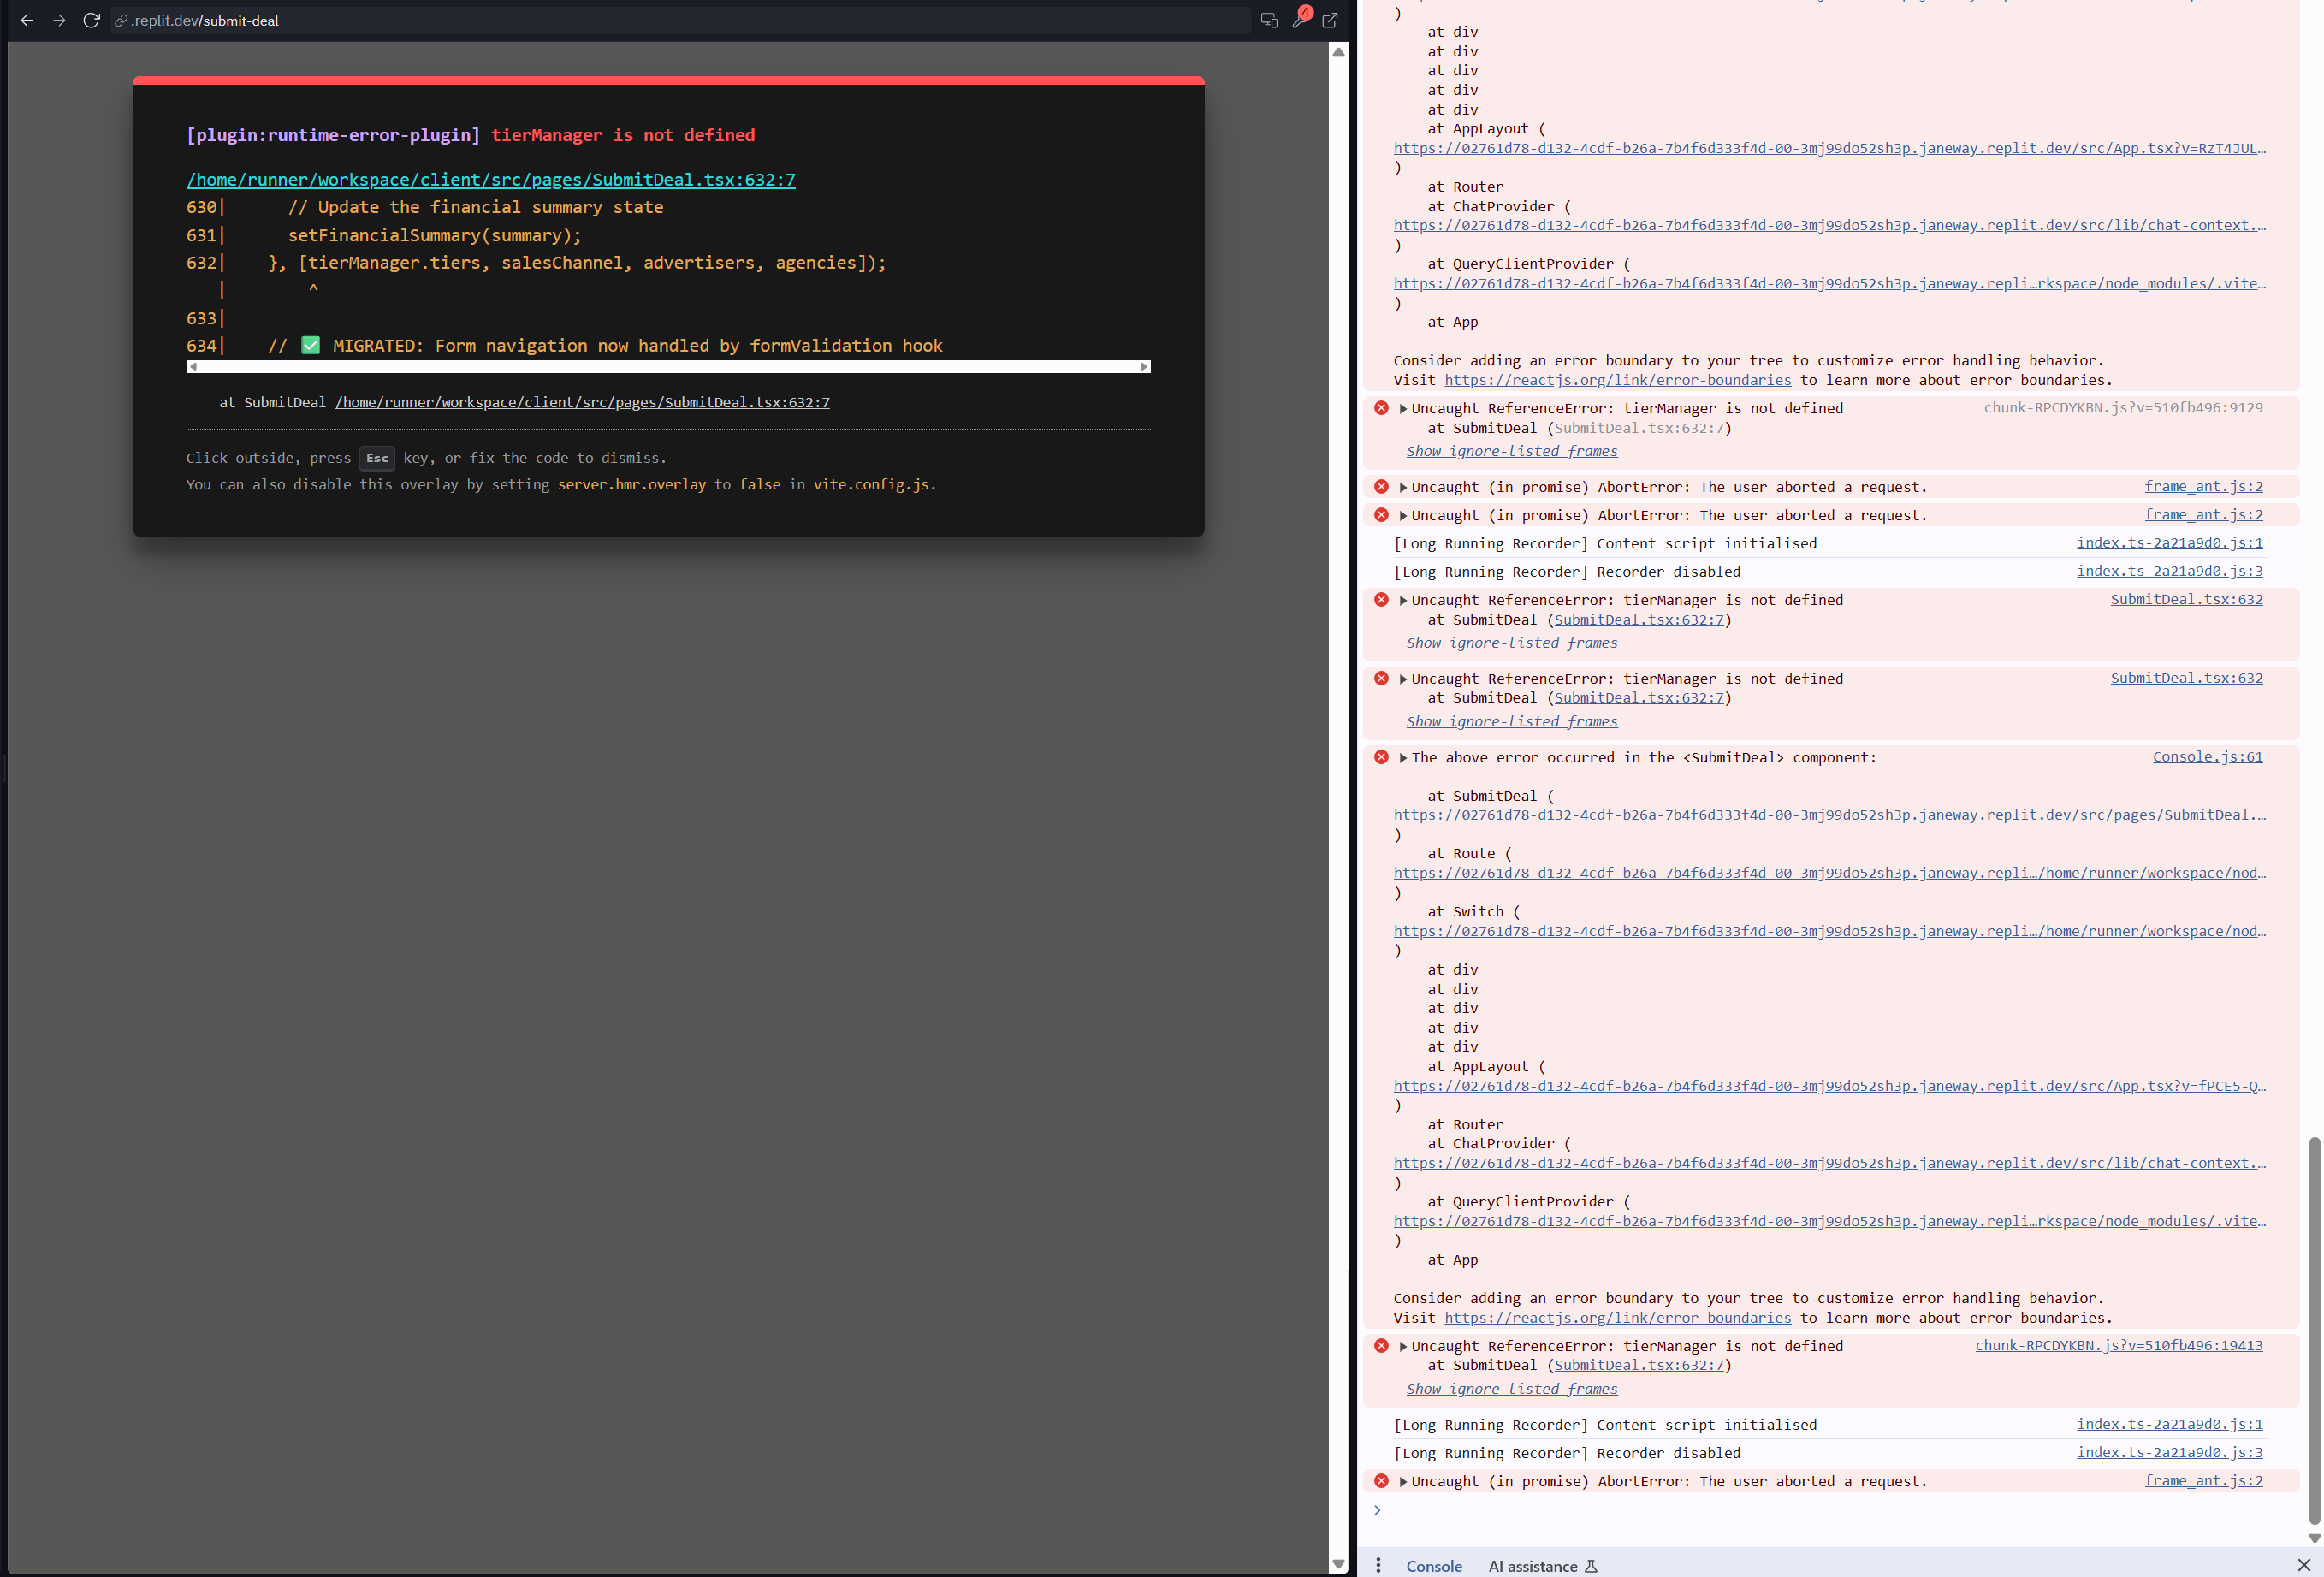 .replit.dev/submit-deal
4
[plugin:runtime-error-plugin] tierManager is not defined
/home/runner/workspace/client/src/pages/SubmitDeal.tsx:632:7
630|      // Update the financial summary state
631|      setFinancialSummary(summary);
632|    }, [tierManager.tiers, salesChannel, advertisers, agencies]);
   |        ^
633|
634|    // ✅ MIGRATED: Form navigation now handled by formValidation hook
at SubmitDeal /home/runner/workspace/client/src/pages/SubmitDeal.tsx:632:7
Click outside, press Esc key, or fix the code to dismiss.
You can also disable this overlay by setting server.hmr.overlay to false in vite.config.js.
)
at div
at div
at div
at div
at div
at AppLayout (
https://02761d78-d132-4cdf-b26a-7b4f6d333f4d-00-3mj99do52sh3p.janeway.replit.dev/src/App.tsx?v=RzT4JUL…
)
at Router
at ChatProvider (
https://02761d78-d132-4cdf-b26a-7b4f6d333f4d-00-3mj99do52sh3p.janeway.replit.dev/src/lib/chat-context.…
)
at QueryClientProvider (
https://02761d78-d132-4cdf-b26a-7b4f6d333f4d-00-3mj99do52sh3p.janeway.repli…rkspace/node_modules/.vite…
)
at App
Consider adding an error boundary to your tree to customize error handling behavior.
Visit https://reactjs.org/link/error-boundaries to learn more about error boundaries.
Uncaught ReferenceError: tierManager is not defined chunk-RPCDYKBN.js?v=510fb496:9129
at SubmitDeal (SubmitDeal.tsx:632:7)
Show ignore-listed frames
Uncaught (in promise) AbortError: The user aborted a request. frame_ant.js:2
Uncaught (in promise) AbortError: The user aborted a request. frame_ant.js:2
[Long Running Recorder] Content script initialised index.ts-2a21a9d0.js:1
[Long Running Recorder] Recorder disabled index.ts-2a21a9d0.js:3
Uncaught ReferenceError: tierManager is not defined SubmitDeal.tsx:632
at SubmitDeal (SubmitDeal.tsx:632:7)
Show ignore-listed frames
Uncaught ReferenceError: tierManager is not defined SubmitDeal.tsx:632
at SubmitDeal (SubmitDeal.tsx:632:7)
Show ignore-listed frames
The above error occurred in the <SubmitDeal> component: Console.js:61
at SubmitDeal (
https://02761d78-d132-4cdf-b26a-7b4f6d333f4d-00-3mj99do52sh3p.janeway.replit.dev/src/pages/SubmitDeal.…
)
at Route (
https://02761d78-d132-4cdf-b26a-7b4f6d333f4d-00-3mj99do52sh3p.janeway.repli…/home/runner/workspace/nod…
)
at Switch (
https://02761d78-d132-4cdf-b26a-7b4f6d333f4d-00-3mj99do52sh3p.janeway.repli…/home/runner/workspace/nod…
)
at div
at div
at div
at div
at div
at AppLayout (
https://02761d78-d132-4cdf-b26a-7b4f6d333f4d-00-3mj99do52sh3p.janeway.replit.dev/src/App.tsx?v=fPCE5-Q…
)
at Router
at ChatProvider (
https://02761d78-d132-4cdf-b26a-7b4f6d333f4d-00-3mj99do52sh3p.janeway.replit.dev/src/lib/chat-context.…
)
at QueryClientProvider (
https://02761d78-d132-4cdf-b26a-7b4f6d333f4d-00-3mj99do52sh3p.janeway.repli…rkspace/node_modules/.vite…
)
at App
Consider adding an error boundary to your tree to customize error handling behavior.
Visit https://reactjs.org/link/error-boundaries to learn more about error boundaries.
Uncaught ReferenceError: tierManager is not defined chunk-RPCDYKBN.js?v=510fb496:19413
at SubmitDeal (SubmitDeal.tsx:632:7)
Show ignore-listed frames
[Long Running Recorder] Content script initialised index.ts-2a21a9d0.js:1
[Long Running Recorder] Recorder disabled index.ts-2a21a9d0.js:3
Uncaught (in promise) AbortError: The user aborted a request. frame_ant.js:2
Console AI assistance